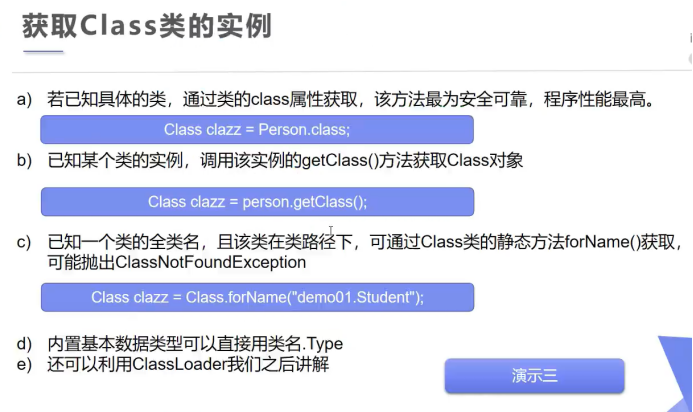 获取Class类的实例
a) 若已知具体的类，通过类的class属性获取，该方法最为安全可靠，程序性能最高。
Class clazz = Person.class;
b) 已知某个类的实例，调用该实例的getClass()方法获取Class对象
Class clazz = person.getClass();
c) 已知一个类的全类名，且该类在类路径下，可通过Class类的静态方法forName()获取，
可能抛出ClassNotFoundException
Class clazz = Class.forName("demo01.Student");
d) 内置基本数据类型可以直接用类名.Type
e) 还可以利用ClassLoader我们之后讲解
演示三